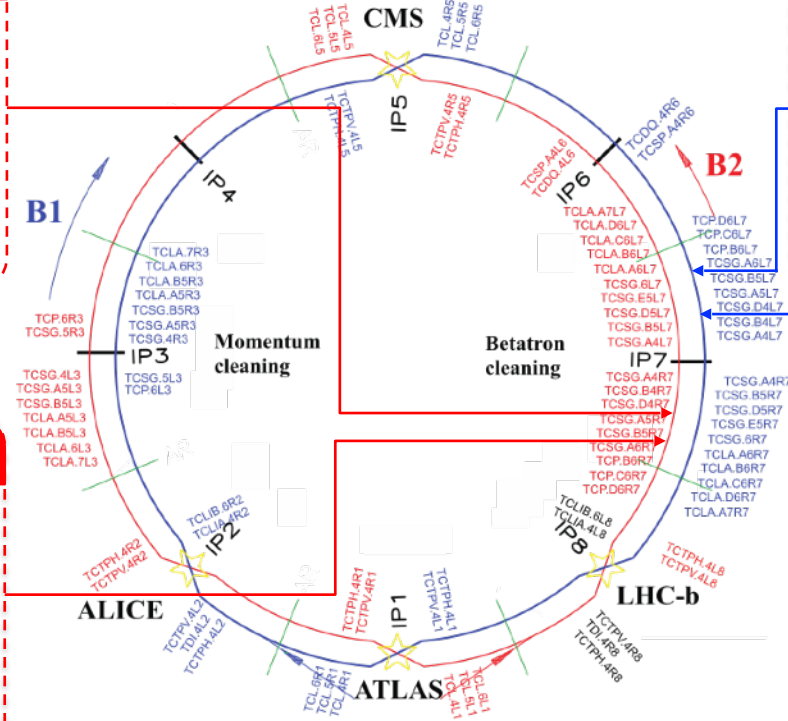 CMS
TCL.4L5
TCL.5L5
TCL.6L5
TCL.4R5
TCL.5R5
TCL.6R5
IP5
TCTPV.4L5
TCTPH.4L5
TCTPV.4R5
TCTPH.4R5
TCDQ.4R6
TCSP.A4R6
TCSP.A4L6
TCDQ.4L6
IP6
B2
IP4
B1
TCLA.A7L7
TCLA.D6L7
TCLA.C6L7
TCLA.B6L7
TCLA.A6L7
TCSG.6L7
TCSG.E5L7
TCSG.D5L7
TCSG.B5L7
TCSG.A4L7
TCP.D6L7
TCP.C6L7
TCP.B6L7
TCSG.A6L7
TCSG.B5L7
TCSG.A5L7
TCSG.D4L7
TCSG.B4L7
TCSG.A4L7
TCLA.7R3
TCLA.6R3
TCLA.B5R3
TCLA.A5R3
TCSG.B5R3
TCSG.A5R3
TCSG.4R3
TCP.6R3
TCSG.5R3
IP3
Momentum
cleaning
Betatron
cleaning
IP7
TCSG.5L3
TCP.6L3
TCSG.4L3
TCSG.A5L3
TCSG.B5L3
TCLA.A5L3
TCLA.B5L3
TCLA.6L3
TCLA.7L3
TCSG.A4R7
TCSG.B4R7
TCSG.D4R7
TCSG.A5R7
TCSG.B5R7
TCSG.A6R7
TCP.B6R7
TCP.C6R7
TCP.D6R7
TCSG.A4R7
TCSG.B5R7
TCSG.D5R7
TCSG.E5R7
TCSG.6R7
TCLA.A6R7
TCLA.B6R7
TCLA.C6R7
TCLA.D6R7
TCLA.A7R7
TCLIB.6R2
TCLIA.4R2
IP2
TCLIB.6L8
TCLIA.4L8
IP8
TCTPH.4R2
TCTPV.4R2
ALICE
TCTPV.4L2
TDI.4L2
TCTPH.4L2
TCTPH.4R1
TCTPV.4R1
IP1
TCTPH.4L1
TCTPV.4L1
TCTPH.4L8
TCTPV.4L8
LHC-b
TCTPV.4R8
TDI.4R8
TCTPH.4R8
TCL.6R1
TCL.5R1
TCL.4R1
ATLAS
TCL.6L1
TCL.5L1
TCL.4L1